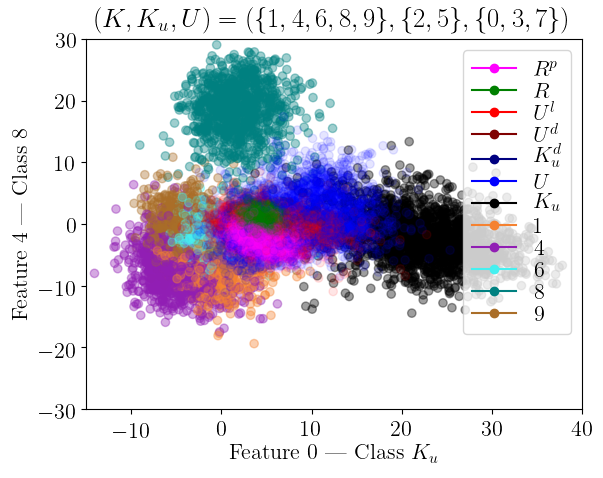 (K, K_u, U) = ({1, 4, 6, 8, 9}, {2, 5}, {0, 3, 7})
30
20
10
0
−10
−20
−30
Feature 4 — Class 8
−10
0
10
20
30
40
Feature 0 — Class K_u
R^p
R
U^l
U^d
K_u^d
U
K_u
1
4
6
8
9